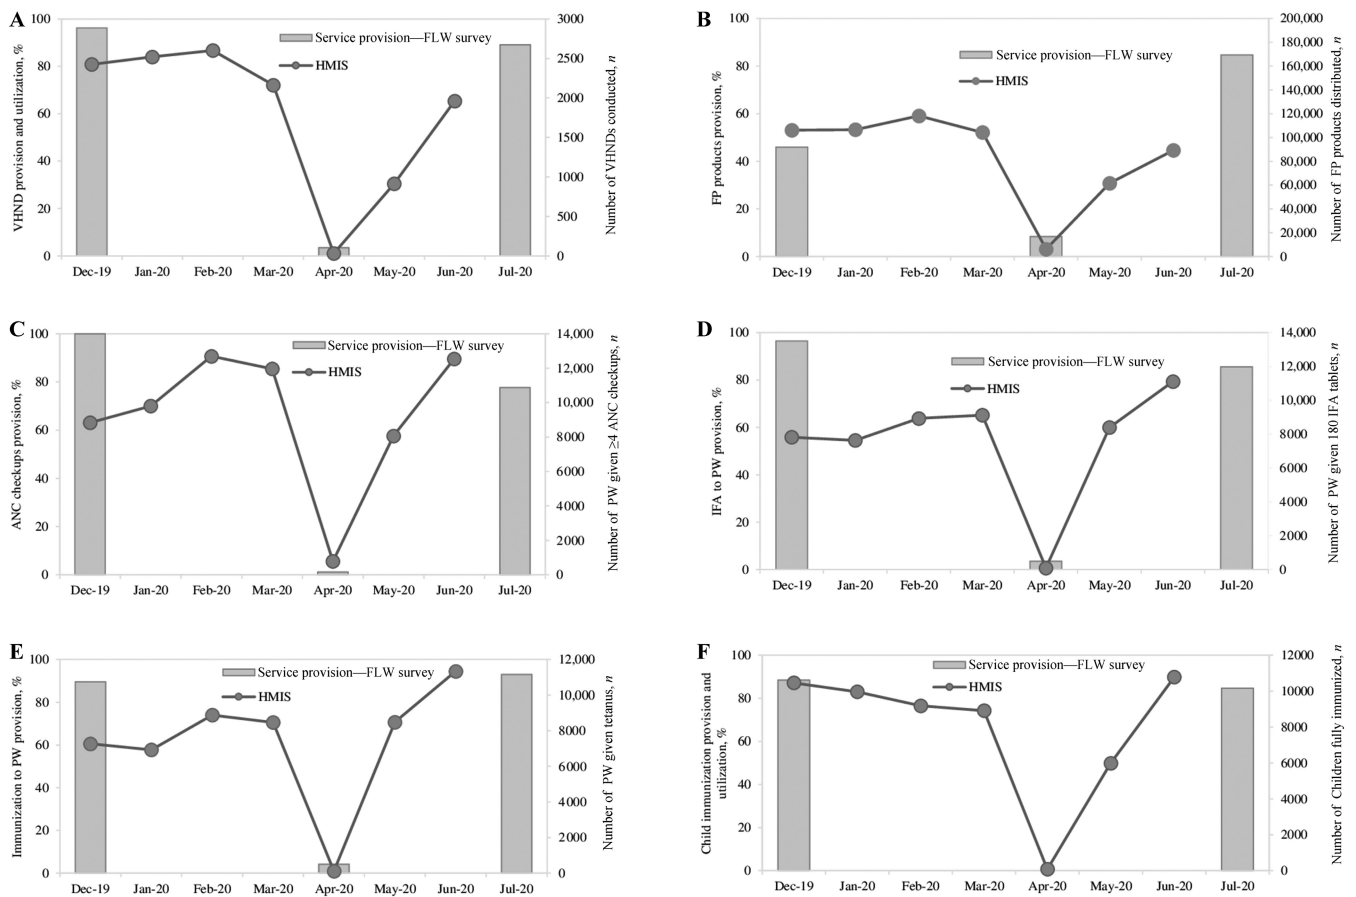 A
100
80
60
40
20
0
VHND provision and utilization, %
3000
2500
2000
1500
1000
500
0
Number of VHNDs conducted, n
Service provision—FLW survey
HMIS
Dec-19 Jan-20 Feb-20 Mar-20 Apr-20 May-20 Jun-20 Jul-20
B
100
80
60
40
20
0
FP products provision, %
200,000
180,000
160,000
140,000
120,000
100,000
80,000
60,000
40,000
20,000
0
Number of FP products distributed, n
Service provision—FLW survey
HMIS
Dec-19 Jan-20 Feb-20 Mar-20 Apr-20 May-20 Jun-20 Jul-20
C
100
80
60
40
20
0
ANC checkups provision, %
14,000
12,000
10,000
8000
6000
4000
2000
0
Number of PW given ≥4 ANC checkups, n
Service provision—FLW survey
HMIS
Dec-19 Jan-20 Feb-20 Mar-20 Apr-20 May-20 Jun-20 Jul-20
D
100
80
60
40
20
0
IFA to PW provision, %
14,000
12,000
10,000
8000
6000
4000
2000
0
Number of PW given 180 IFA tablets, n
Service provision—FLW survey
HMIS
Dec-19 Jan-20 Feb-20 Mar-20 Apr-20 May-20 Jun-20 Jul-20
E
100
80
60
40
20
0
Immunization to PW provision, %
12,000
10,000
8000
6000
4000
2000
0
Number of PW given tetanus, n
Service provision—FLW survey
HMIS
Dec-19 Jan-20 Feb-20 Mar-20 Apr-20 May-20 Jun-20 Jul-20
F
100
80
60
40
20
0
Child immunization provision and
utilization, %
12000
10000
8000
6000
4000
2000
0
Number of Children fully immunized, n
Service provision—FLW survey
HMIS
Dec-19 Jan-20 Feb-20 Mar-20 Apr-20 May-20 Jun-20 Jul-20